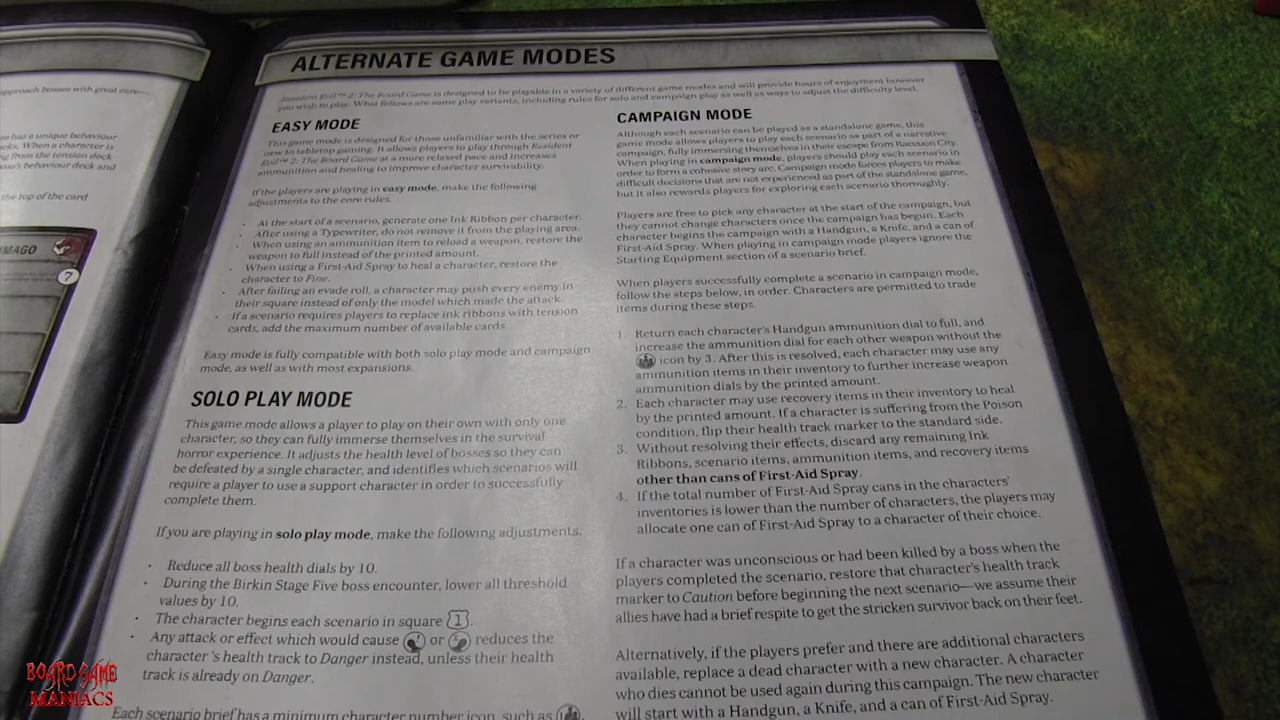 approach bosses with great care—
has a unique behaviour
When a character is
from the tension deck
behaviour deck and
the top of the card
IMAGO
7
ALTERNATE GAME MODES
Resident Evil™ 2: The Board Game is designed to be playable in a variety of different game modes and will provide hours of enjoyment however
you wish to play. What follows are some play variants, including rules for solo and campaign play as well as ways to adjust the difficulty level.
EASY MODE
This game mode is designed for those unfamiliar with the series or
new to tabletop gaming. It allows players to play through Resident
Evil™ 2: The Board Game at a more relaxed pace and increases
ammunition and healing to improve character survivability.
If the players are playing in easy mode, make the following
adjustments to the core rules.
· At the start of a scenario, generate one Ink Ribbon per character.
· After using a Typewriter, do not remove it from the playing area.
· When using an ammunition item to reload a weapon, restore the
weapon to full instead of the printed amount.
· When using a First-Aid Spray to heal a character, restore the
character to Fine.
· After failing an evade roll, a character may push every enemy in
their square instead of only the model which made the attack.
· If a scenario requires players to replace ink ribbons with tension
cards, add the maximum number of available cards
Easy mode is fully compatible with both solo play mode and campaign
mode, as well as with most expansions.
SOLO PLAY MODE
This game mode allows a player to play on their own with only one
character, so they can fully immerse themselves in the survival
horror experience. It adjusts the health level of bosses so they can
be defeated by a single character, and identifies which scenarios will
require a player to use a support character in order to successfully
complete them.
If you are playing in solo play mode, make the following adjustments.
· Reduce all boss health dials by 10.
· During the Birkin Stage Five boss encounter, lower all threshold
values by 10.
· The character begins each scenario in square 1.
· Any attack or effect which would cause or reduces the
character 's health track to Danger instead, unless their health
track is already on Danger.
Each scenario brief has a minimum character number icon, such as
CAMPAIGN MODE
Although each scenario can be played as a standalone game, this
game mode allows players to play each scenario as part of a narrative
campaign, fully immersing themselves in their escape from Raccoon City.
When playing in campaign mode, players should play each scenario in
order to form a cohesive story arc. Campaign mode forces players to make
difficult decisions that are not experienced as part of the standalone game,
but it also rewards players for exploring each scenario thoroughly.
Players are free to pick any character at the start of the campaign, but
they cannot change characters once the campaign has begun. Each
character begins the campaign with a Handgun, a Knife, and a can of
First-Aid Spray. When playing in campaign mode players ignore the
Starting Equipment section of a scenario brief.
When players successfully complete a scenario in campaign mode,
follow the steps below, in order. Characters are permitted to trade
items during these steps.
1. Return each character's Handgun ammunition dial to full, and
increase the ammunition dial for each other weapon without the
icon by 3. After this is resolved, each character may use any
ammunition items in their inventory to further increase weapon
ammunition dials by the printed amount.
2. Each character may use recovery items in their inventory to heal
by the printed amount. If a character is suffering from the Poison
condition, flip their health track marker to the standard side.
3. Without resolving their effects, discard any remaining Ink
Ribbons, scenario items, ammunition items, and recovery items
other than cans of First-Aid Spray.
4. If the total number of First-Aid Spray cans in the characters'
inventories is lower than the number of characters, the players may
allocate one can of First-Aid Spray to a character of their choice.
If a character was unconscious or had been killed by a boss when the
players completed the scenario, restore that character's health track
marker to Caution before beginning the next scenario—we assume their
allies have had a brief respite to get the stricken survivor back on their feet.
Alternatively, if the players prefer and there are additional characters
available, replace a dead character with a new character. A character
who dies cannot be used again during this campaign. The new character
will start with a Handgun, a Knife, and a can of First-Aid Spray.
BOARD GAME
MANIACS